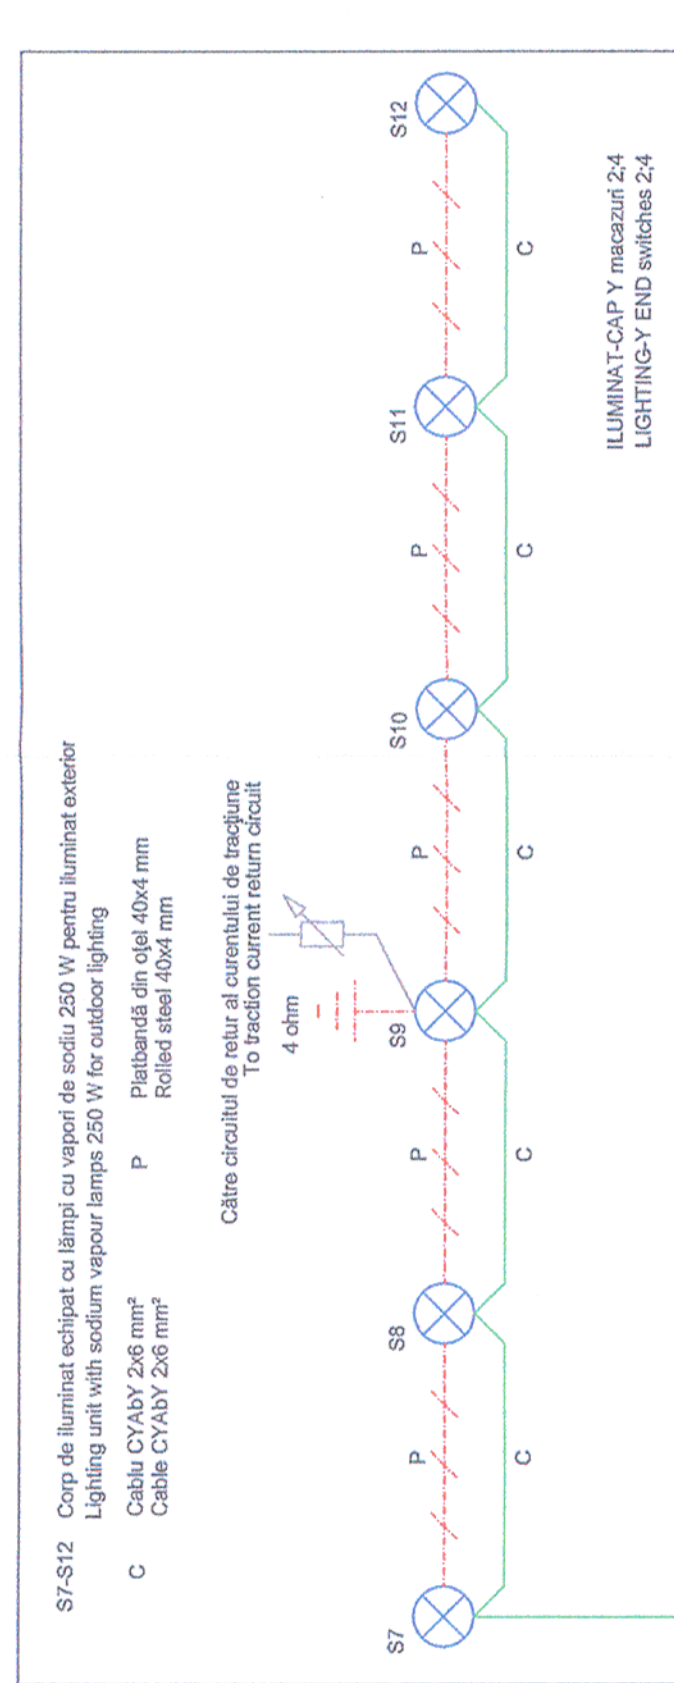 S7-S12 Corp de iluminat echipat cu lămpi cu vapori de sodiu 250 W pentru iluminat exterior
Lighting unit with sodium vapour lamps 250 W for outdoor lighting
C Cablu CYAbY 2x6 mm² P Platbandă din oţel 40x4 mm
Cable CYAbY 2x6 mm² Rolled steel 40x4 mm
Către circuitul de retur al curentului de tracţiune
To traction current return circuit
4 ohm
S7 S8 S9 S10 S11 S12
P P P P P
C C C C C
ILUMINAT-CAP Y macazuri 2;4
LIGHTING-Y END switches 2;4